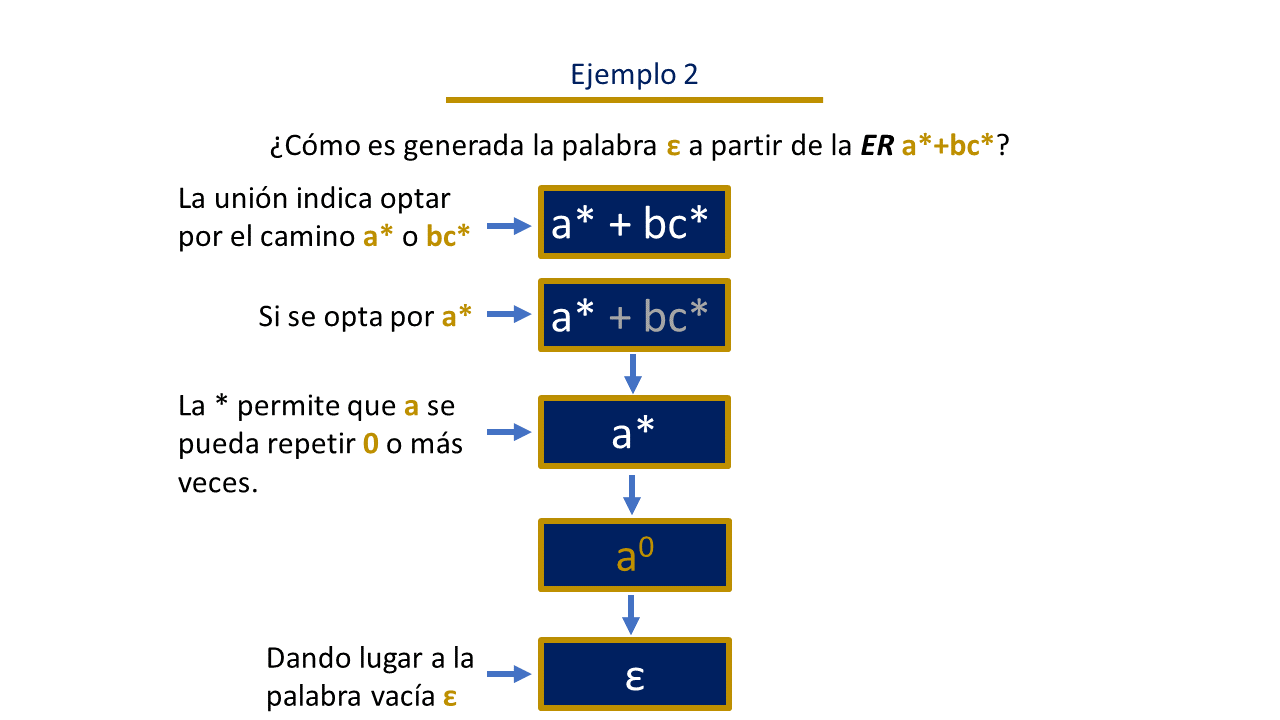 Ejemplo 2
¿Cómo es generada la palabra ε a partir de la ER a*+bc*?
La unión indica optar
por el camino a* o bc*
a* + bc*
Si se opta por a*
a* + bc*
La * permite que a se
pueda repetir 0 o más
veces.
a*
a⁰
Dando lugar a la
palabra vacía ε
ε